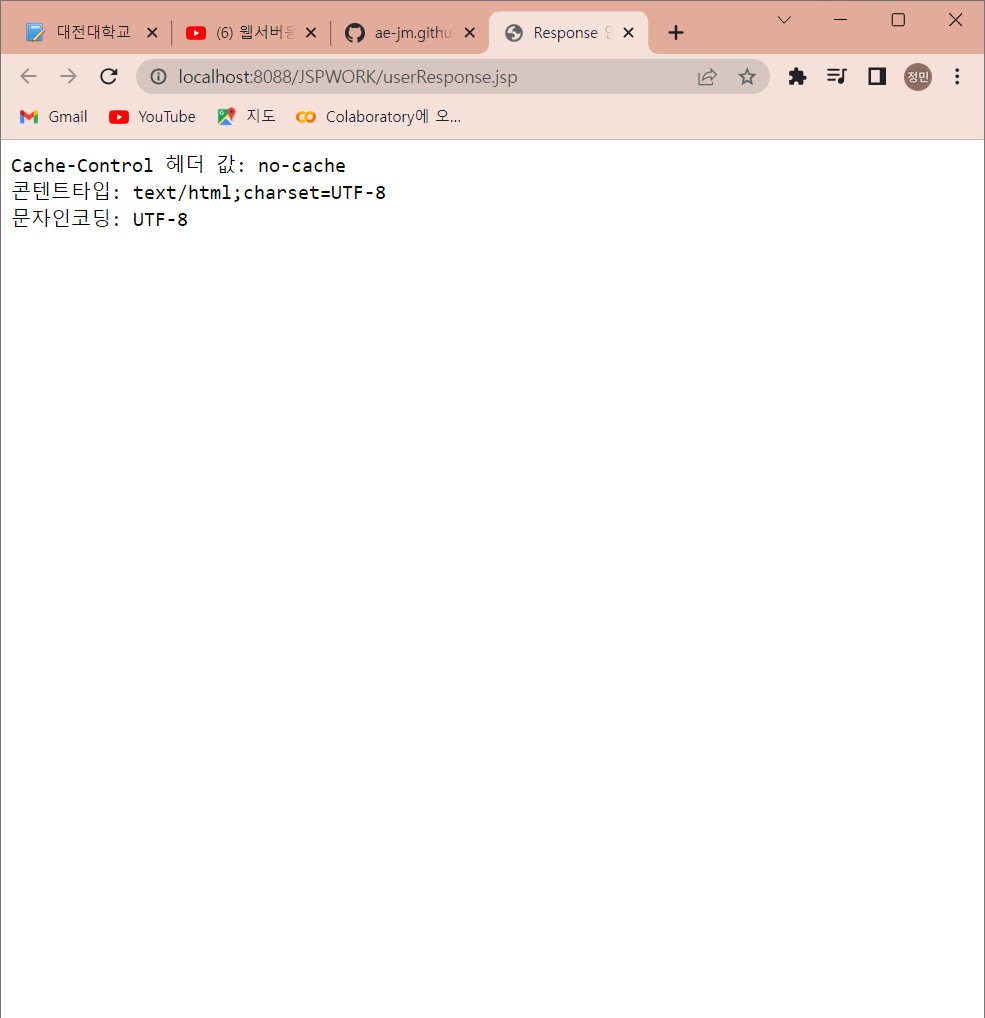 대전대학교
(6) 웹서버응
ae-jm.githu
Response
localhost:8088/JSPWORK/userResponse.jsp
정민
Gmail
YouTube
지도
Colaboratory에 오...
Cache-Control 헤더 값: no-cache
콘텐트타입: text/html;charset=UTF-8
문자인코딩: UTF-8